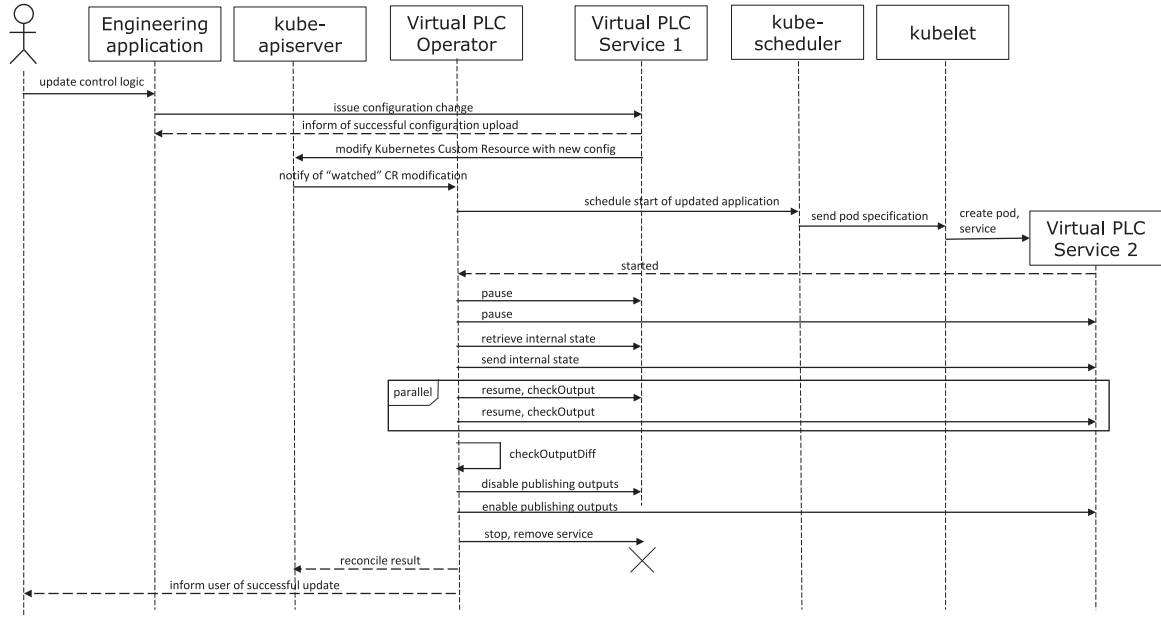 Engineering
application
kube-
apiserver
Virtual PLC
Operator
Virtual PLC
Service 1
kube-
scheduler
kubelet
update control logic
issue configuration change
inform of successful configuration upload
modify Kubernetes Custom Resource with new config
notify of “watched” CR modification
schedule start of updated application
send pod specification
create pod,
service
Virtual PLC
Service 2
started
pause
pause
retrieve internal state
send internal state
parallel
resume, checkOutput
resume, checkOutput
checkOutputDiff
disable publishing outputs
enable publishing outputs
stop, remove service
reconcile result
inform user of successful update